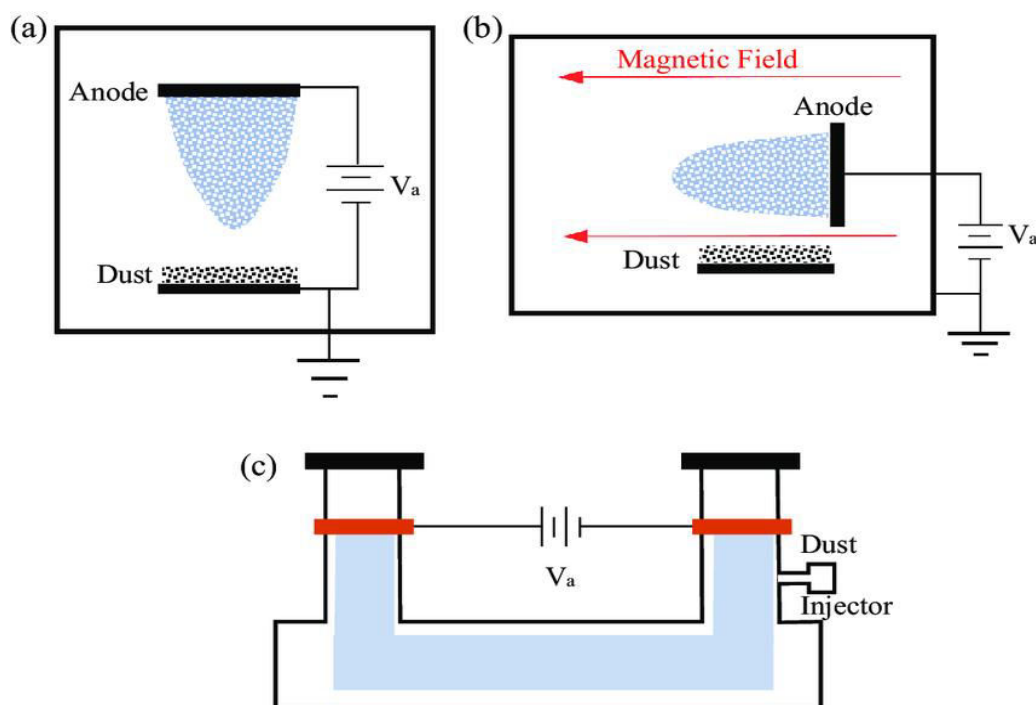 (a)
Anode
Vₐ
Dust
(b)
Magnetic Field
Anode
Vₐ
Dust
(c)
Vₐ
Dust
Injector